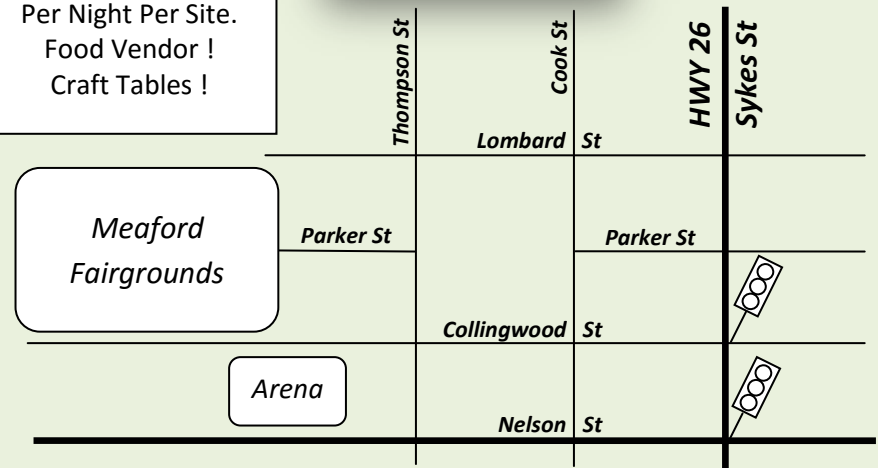 Per Night Per Site.
Food Vendor !
Craft Tables !
Thompson St
Cook St
HWY 26
Sykes St
Lombard St
Meaford
Fairgrounds
Parker St
Parker St
Collingwood St
Arena
Nelson St